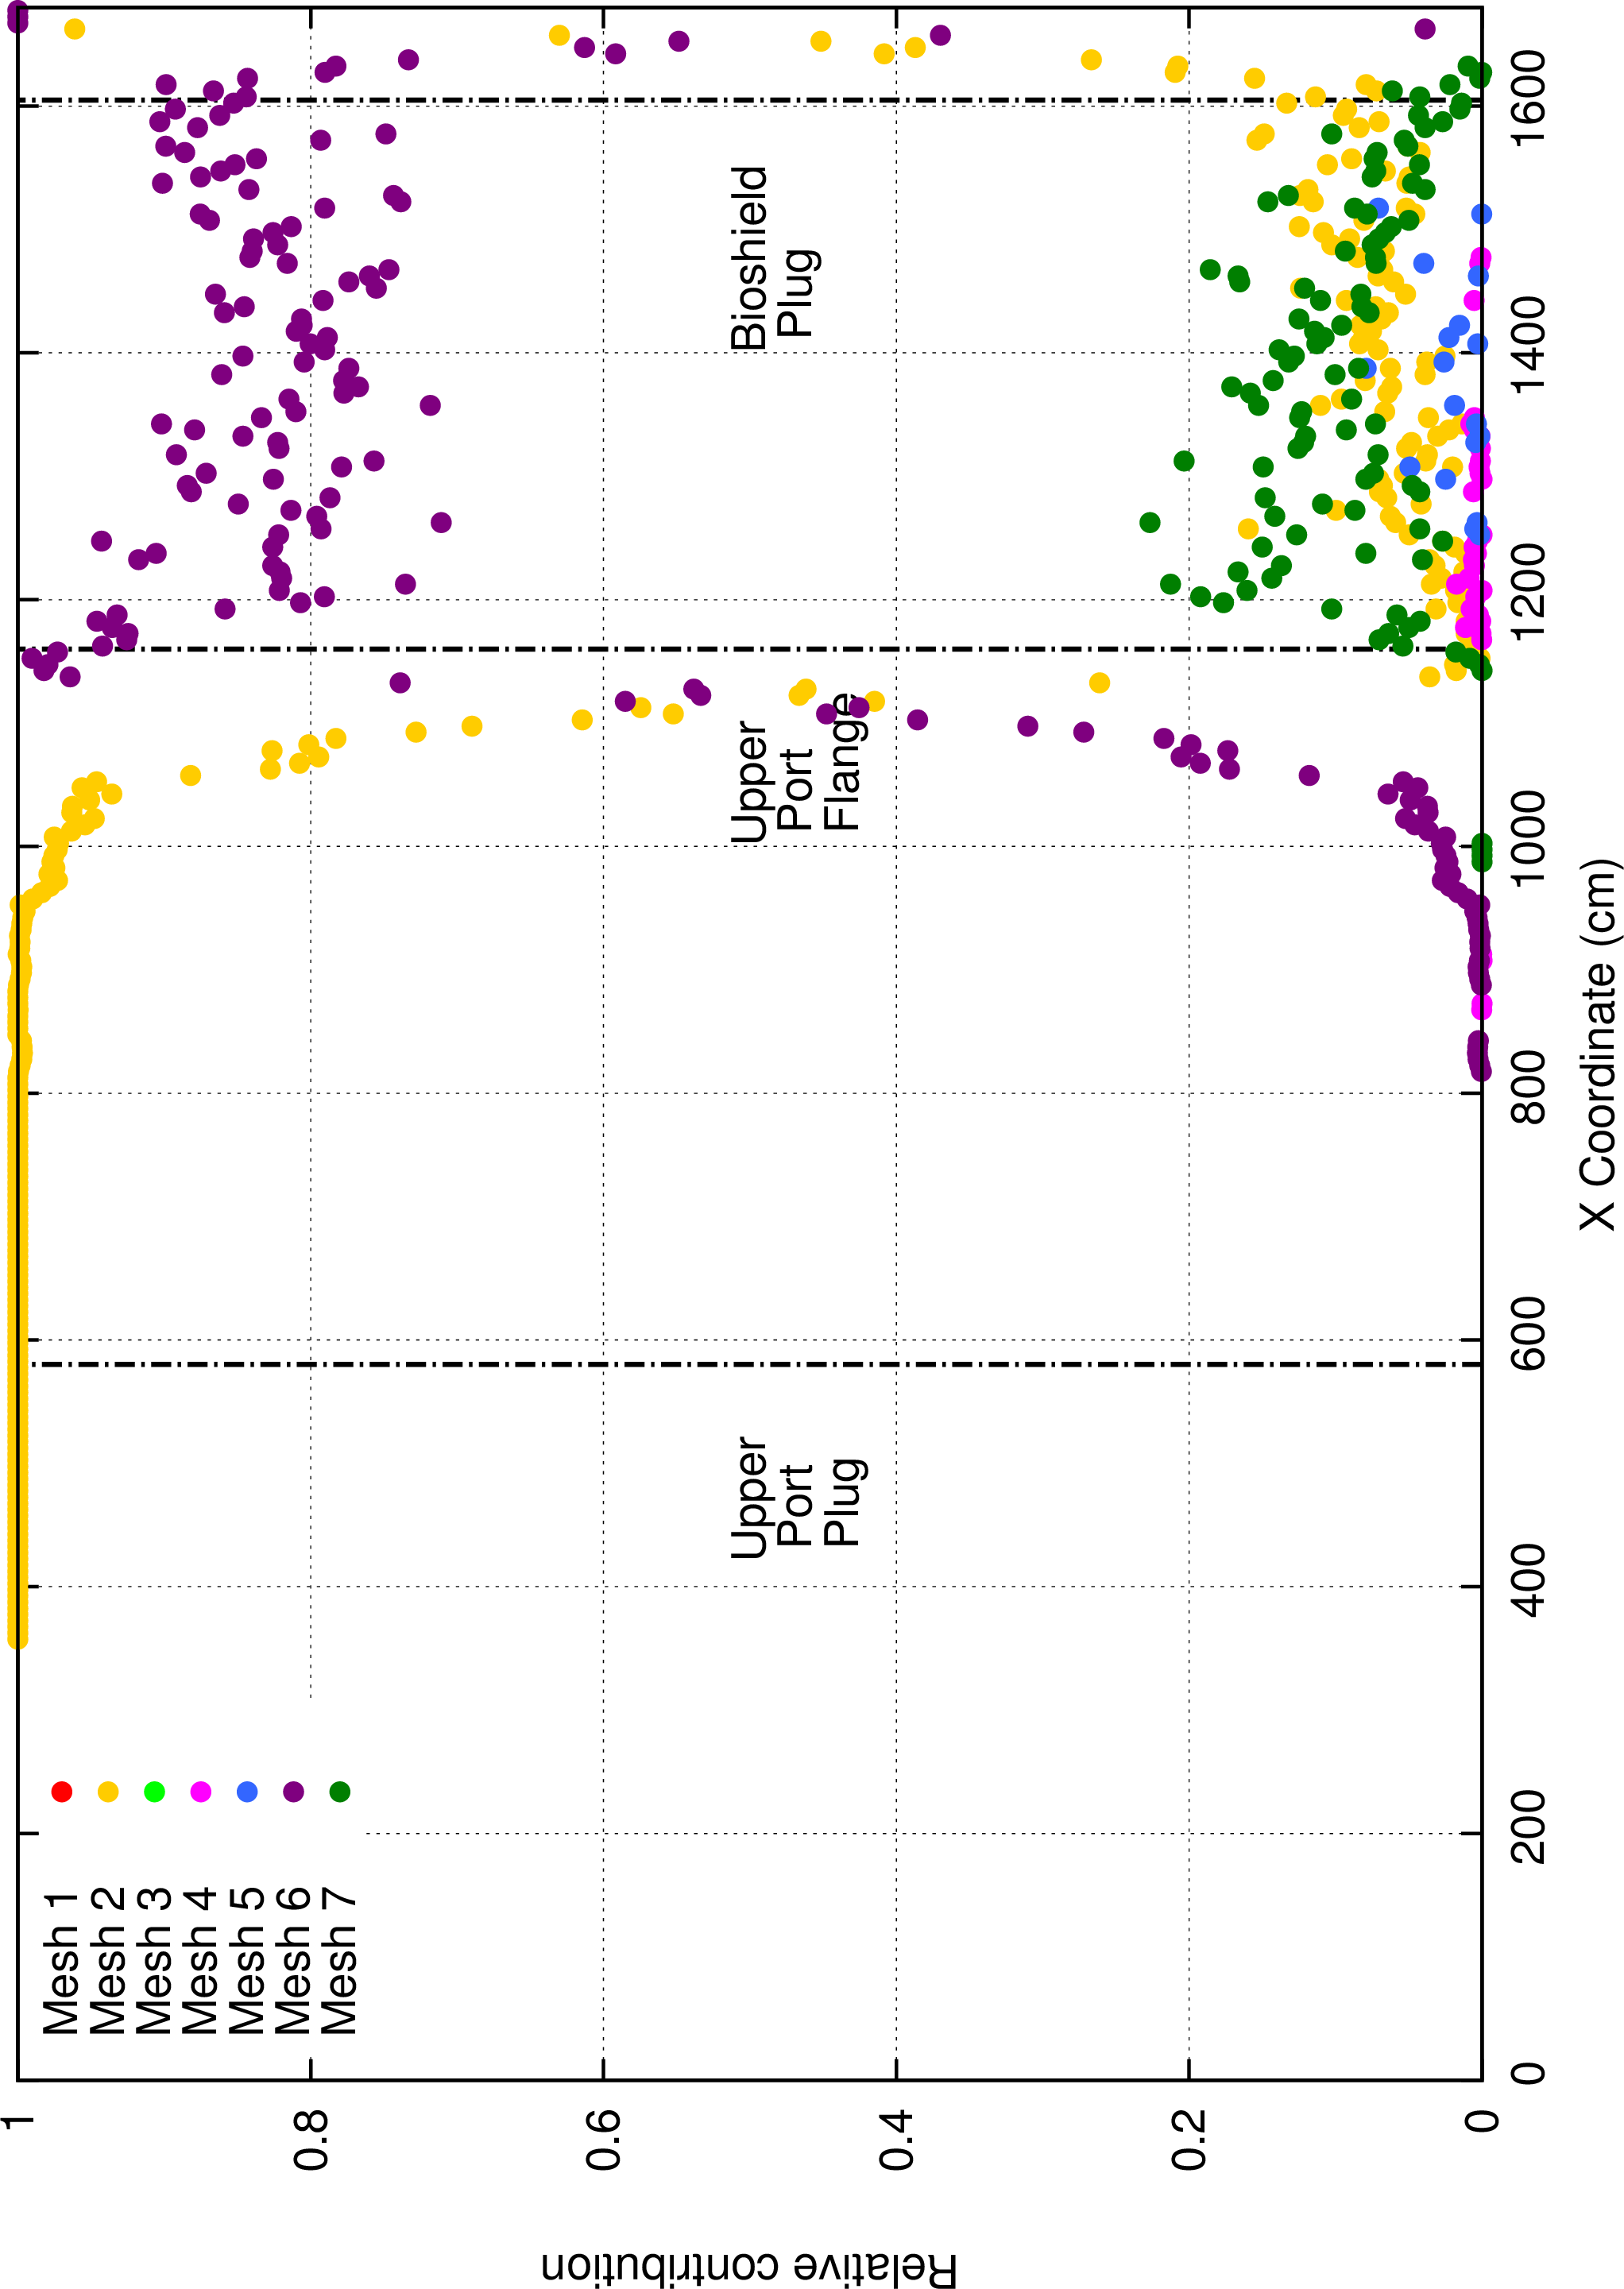 Mesh 1
Mesh 2
Mesh 3
Mesh 4
Mesh 5
Mesh 6
Mesh 7
Upper
Port
Plug
Upper
Port
Flange
Bioshield
Plug
1
0.8
0.6
0.4
0.2
0
0 200 400 600 800 1000 1200 1400 1600
X Coordinate (cm)
Relative contribution